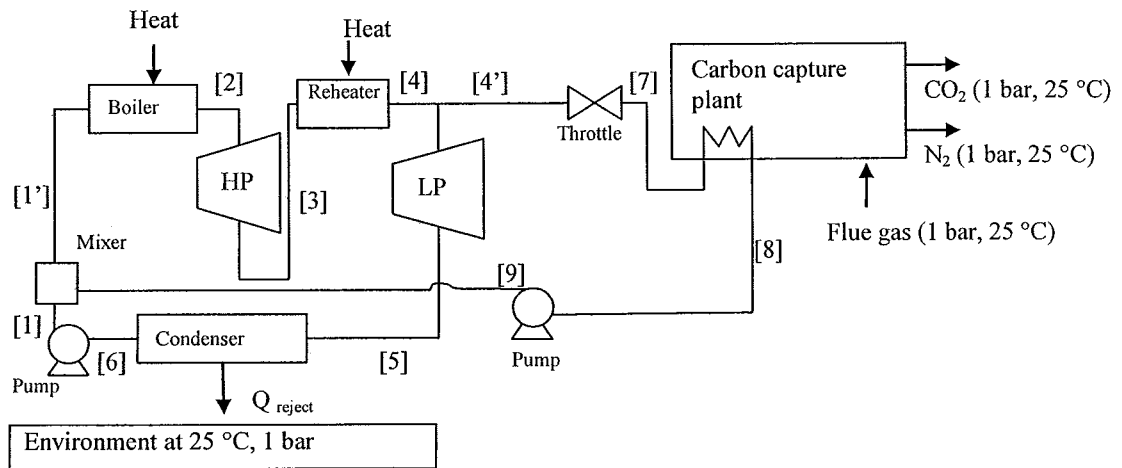 Heat
Heat
[2]
[4]
[4’]
[7]
Boiler
Reheater
Throttle
Carbon capture
plant
CO₂ (1 bar, 25 °C)
N₂ (1 bar, 25 °C)
Flue gas (1 bar, 25 °C)
HP
LP
[1’]
[3]
[8]
Mixer
[9]
[1]
Condenser
Pump
[6]
[5]
Pump
Q reject
Environment at 25 °C, 1 bar